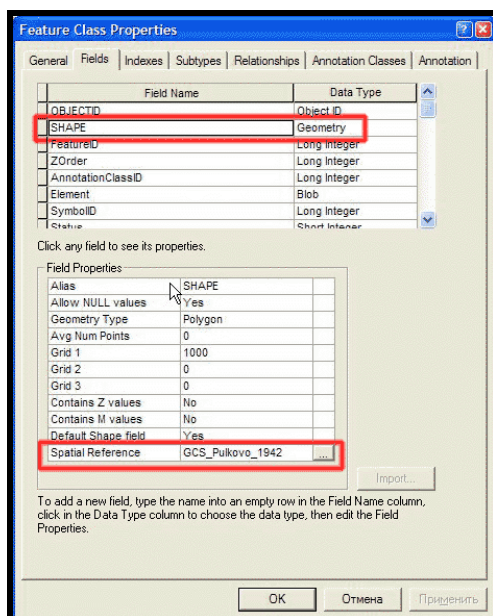 Feature Class Properties
General Fields Indexes Subtypes Relationships Annotation Classes Annotation
Field Name Data Type
OBJECTID Object ID
SHAPE Geometry
FeatureID Long Integer
ZOrder Long Integer
AnnotationClassID Long Integer
Element Blob
SymbolID Long Integer
Status Short Integer
Click any field to see its properties.
Field Properties
Alias SHAPE
Allow NULL values Yes
Geometry Type Polygon
Avg Num Points 0
Grid 1 1000
Grid 2 0
Grid 3 0
Contains Z values No
Contains M values No
Default Shape field Yes
Spatial Reference GCS_Pulkovo_1942 ...
Import...
To add a new field, type the name into an empty row in the Field Name column,
click in the Data Type column to choose the data type, then edit the Field
Properties.
OK Отмена Применить